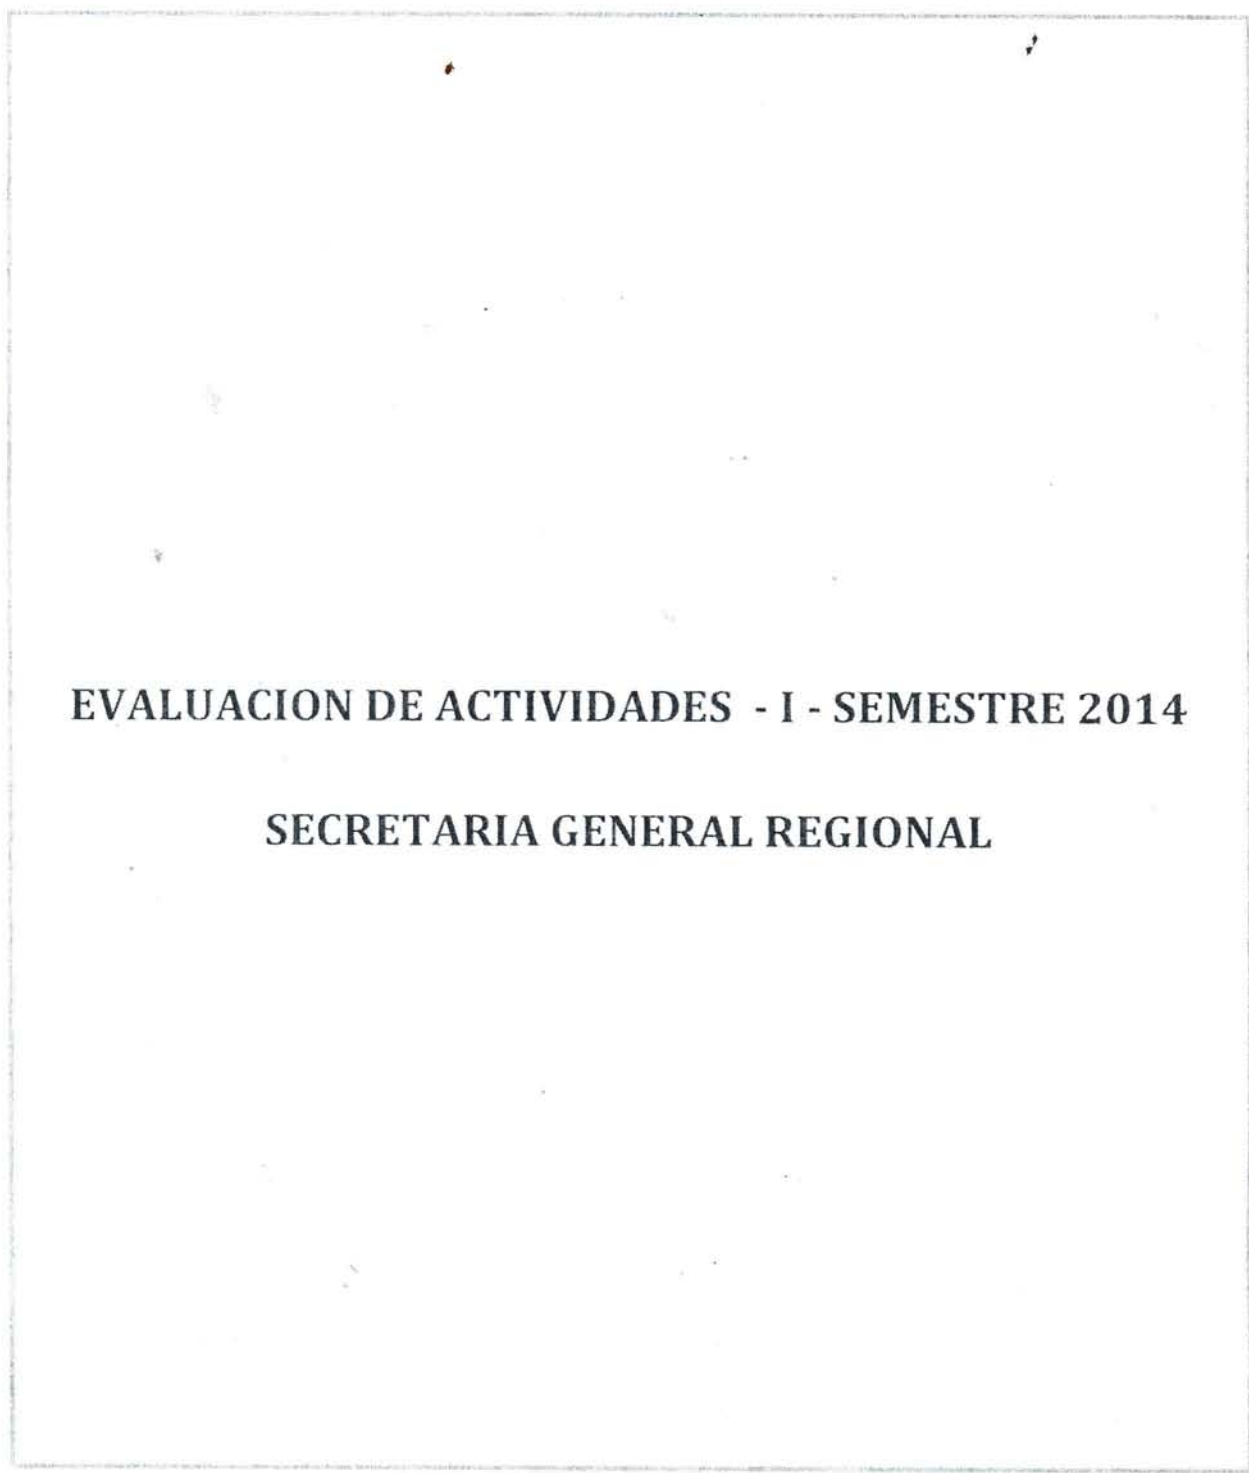 EVALUACION DE ACTIVIDADES - I - SEMESTRE 2014
SECRETARIA GENERAL REGIONAL